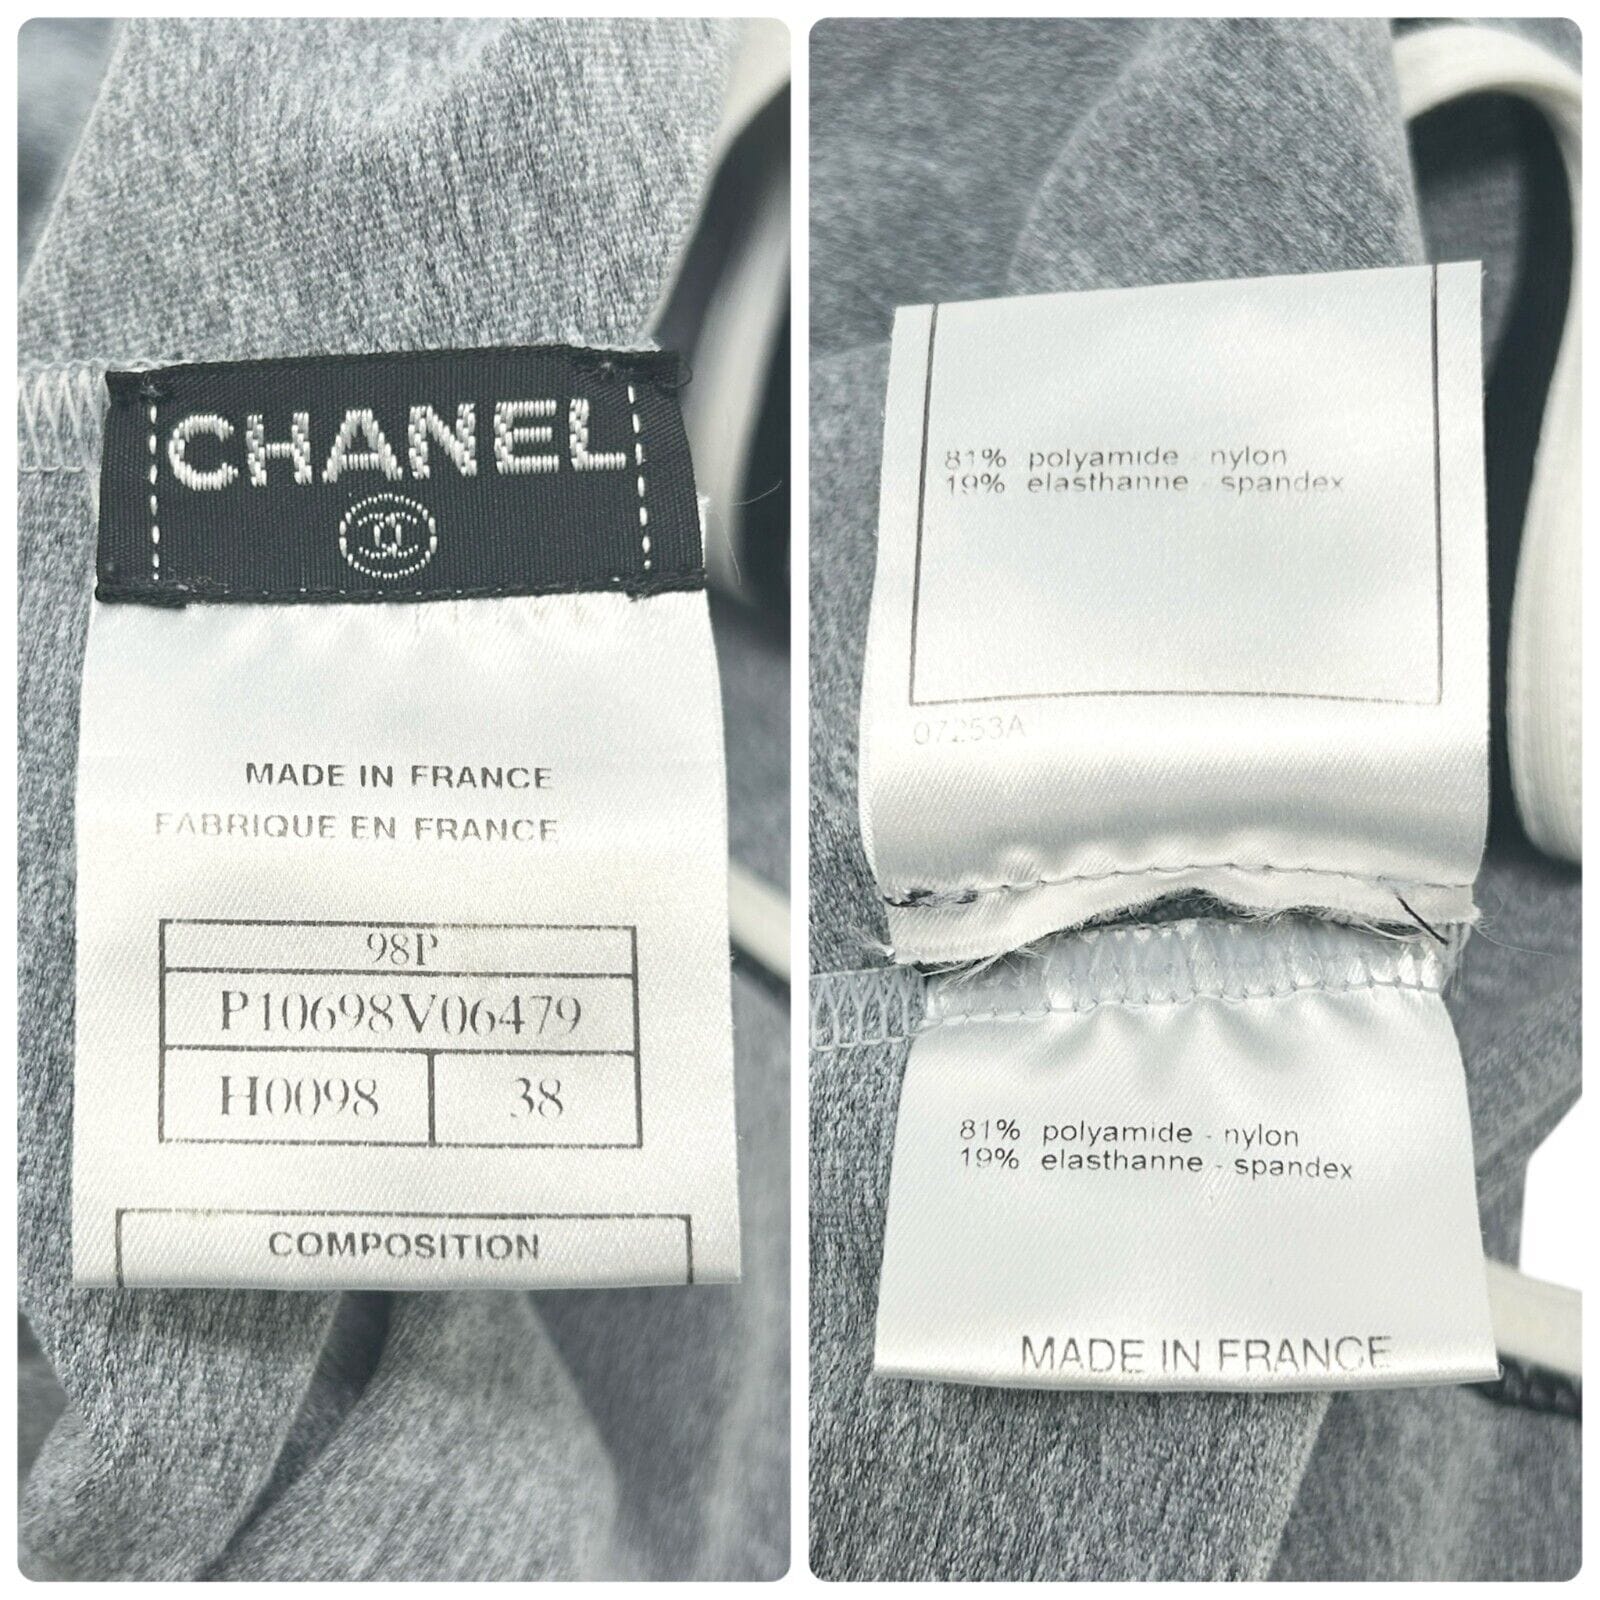 CHANEL
MADE IN FRANCE
FABRIQUE EN FRANCE
98P
P10698V06479
H0098 38
COMPOSITION
81% polyamide - nylon
19% elasthanne - spandex
07253A
81% polyamide - nylon
19% elasthanne - spandex
MADE IN FRANCE